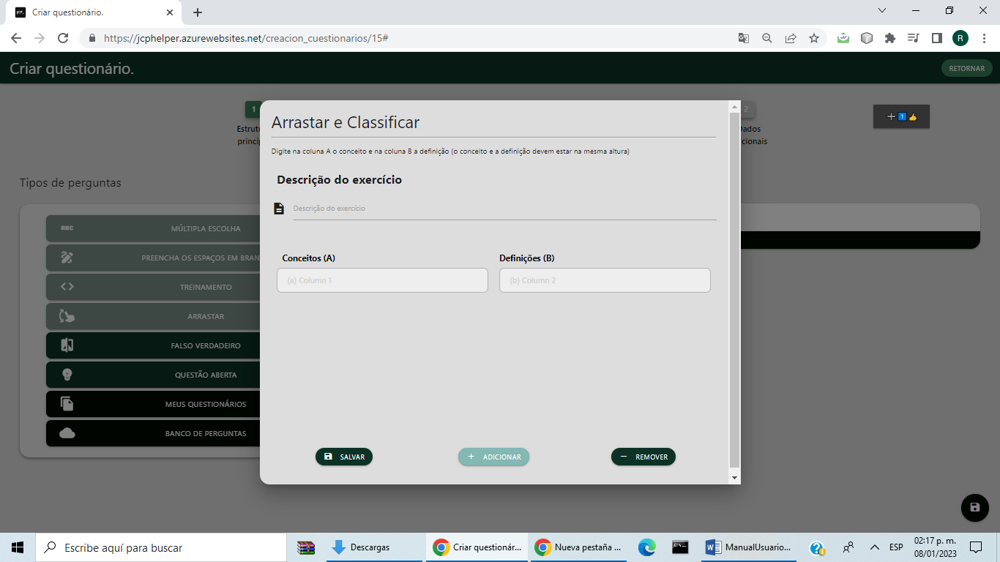 Criar questionário.
https://jcphelper.azurewebsites.net/creacion_cuestionarios/15#
R
Criar questionário.
RETORNAR
1
2
Arrastar e Classificar
Digite na coluna A o conceito e na coluna B a definição (o conceito e a definição devem estar na mesma altura)
Descrição do exercício
Descrição do exercício
Conceitos (A)
Definições (B)
(a) Column 1
(b) Column 2
SALVAR
ADICIONAR
REMOVER
Estrut
princip
Dados
cionais
1
Tipos de perguntas
ABC
MÚLTIPLA ESCOLHA
PREENCHA OS ESPAÇOS EM BRAN
TREINAMENTO
ARRASTAR
FALSO VERDADEIRO
QUESTÃO ABERTA
MEUS QUESTIONÁRIOS
BANCO DE PERGUNTAS
Escribe aquí para buscar
Descargas
Criar questionár...
Nueva pestaña ...
ManualUsuario...
ESP
02:17 p. m.
08/01/2023